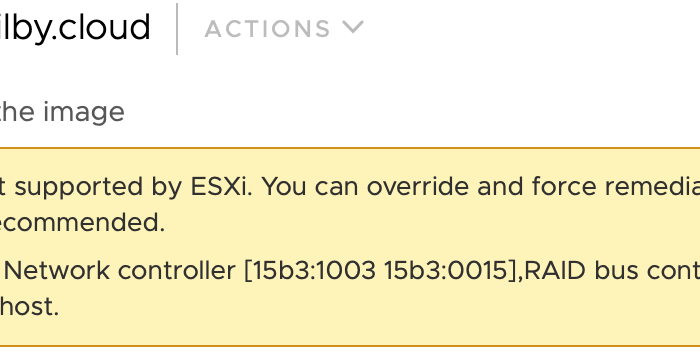 ilby.cloud ACTIONS
the image
t supported by ESXi. You can override and force remedia
ecommended.
Network controller [15b3:1003 15b3:0015],RAID bus cont
host.